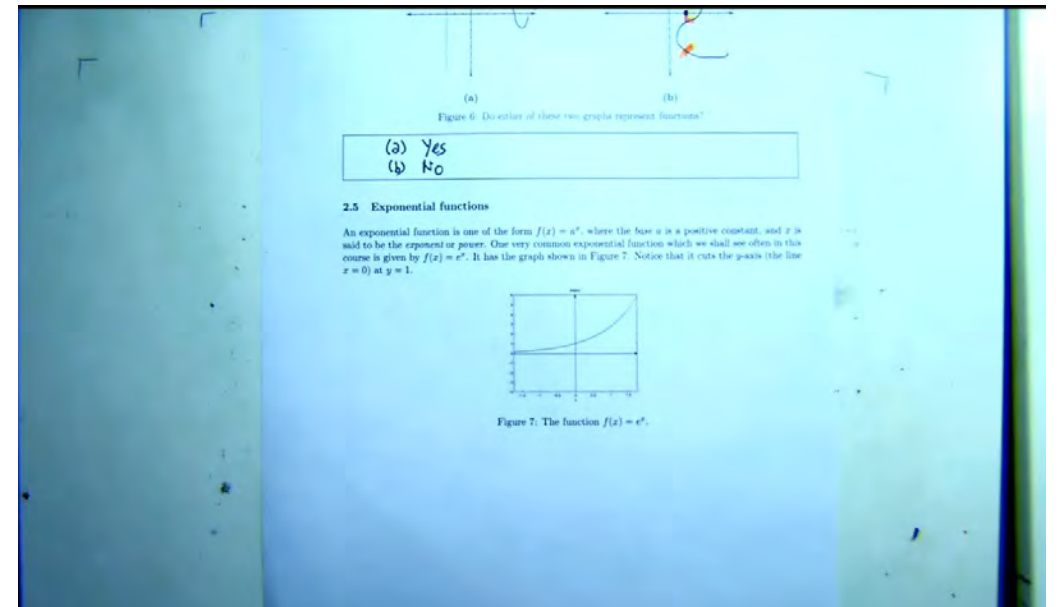 (a) (b)
Figure 6: Do either of these two graphs represent functions?
(a) Yes
(b) No
2.5 Exponential functions
An exponential function is one of the form f(x) = aˣ, where the base a is a positive constant, and x is
said to be the exponent or power. One very common exponential function which we shall see often in this
course is given by f(x) = eˣ. It has the graph shown in Figure 7. Notice that it cuts the y-axis (the line
x = 0) at y = 1.
Figure 7: The function f(x) = eˣ.